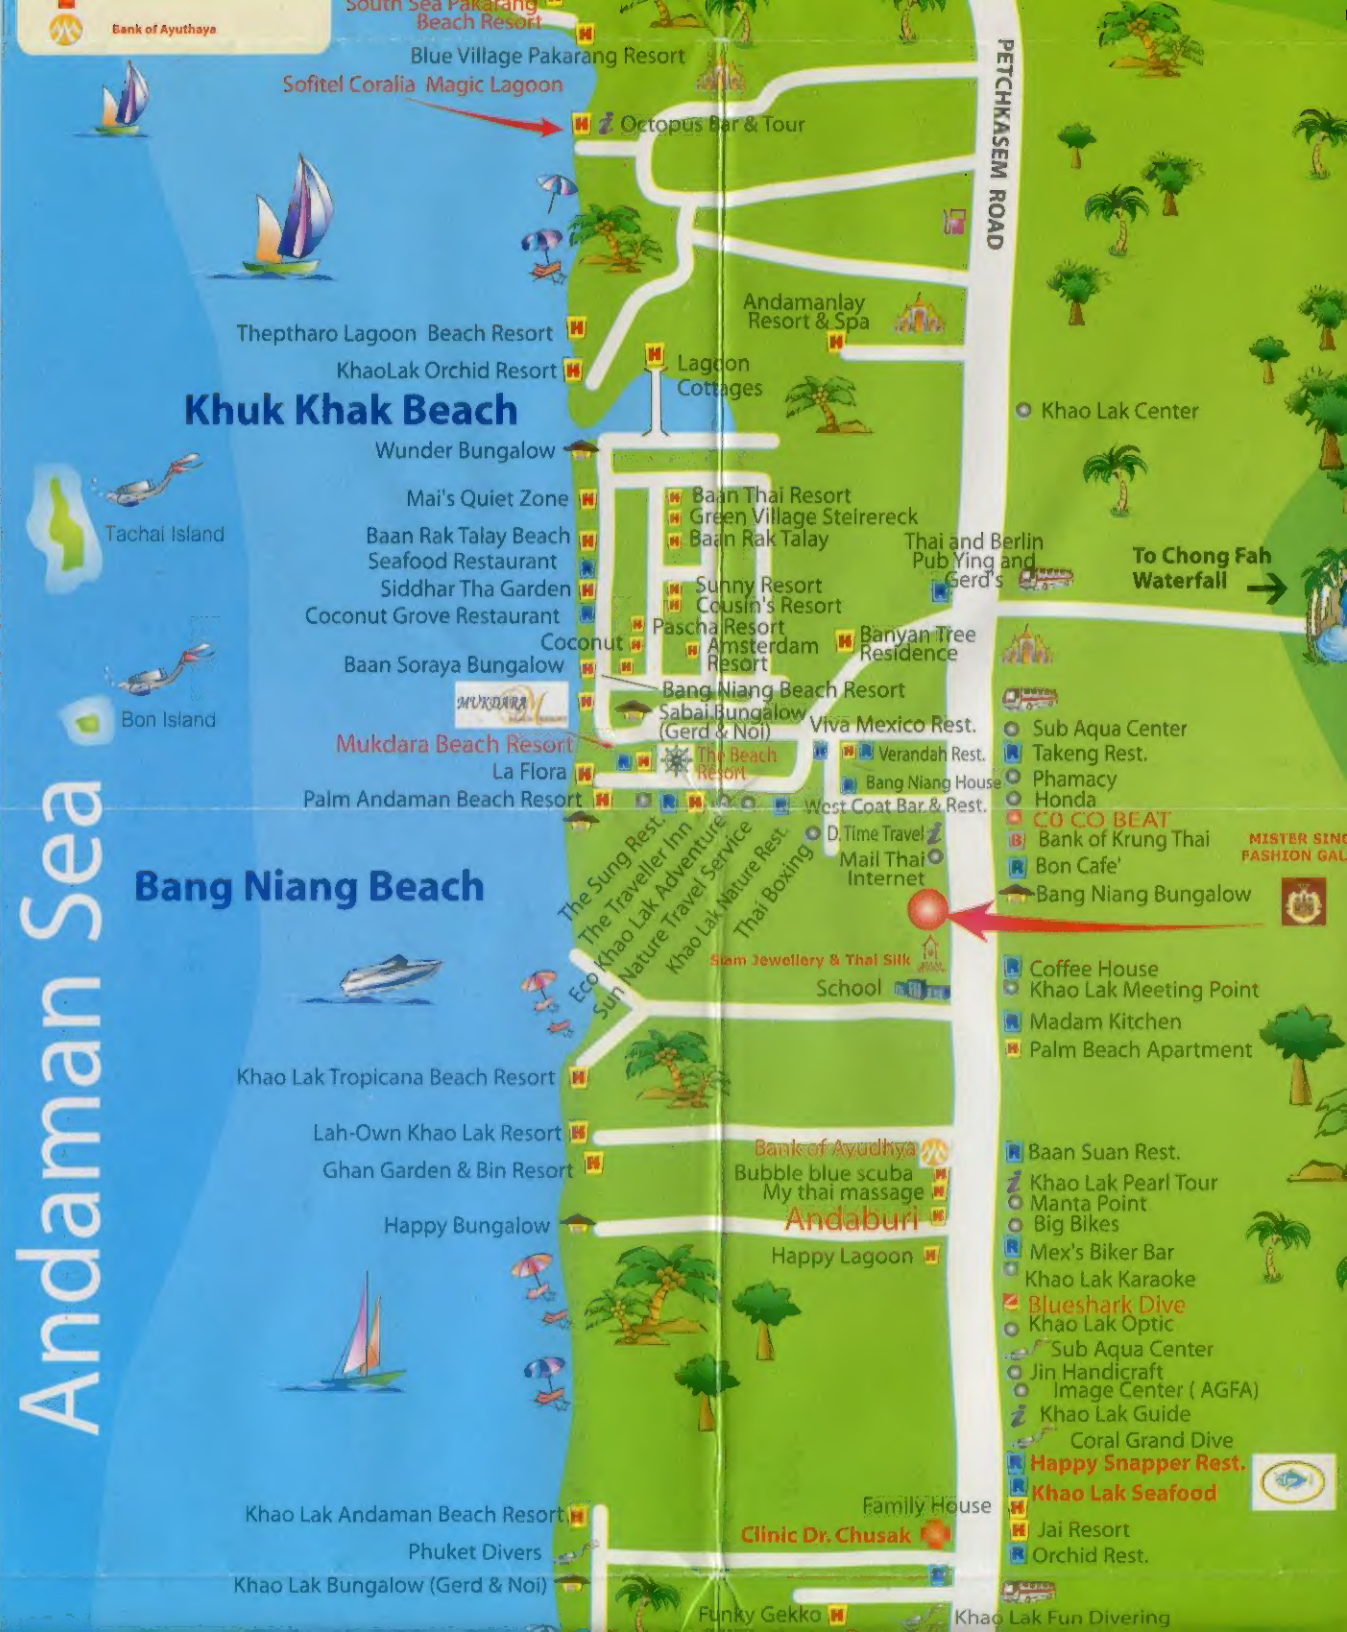 South Sea Pakarang
Beach Resort
Bank of Ayuthaya
Blue Village Pakarang Resort
Sofitel Coralia Magic Lagoon
Octopus Bar & Tour
PETCHKASEM ROAD
Andamanlay
Resort & Spa
Theptharo Lagoon Beach Resort
KhaoLak Orchid Resort
Lagoon
Cottages
Khuk Khak Beach
Khao Lak Center
Wunder Bungalow
Mai's Quiet Zone
Baan Thai Resort
Green Village Steirereck
Baan Rak Talay Beach
Baan Rak Talay
Seafood Restaurant
Tachai Island
Thai and Berlin
Pub Ying and
Gerd's
To Chong Fah
Waterfall
Siddhar Tha Garden
Sunny Resort
Cousin's Resort
Coconut Grove Restaurant
Pascha Resort
Coconut
Amsterdam
Resort
Banyan Tree
Residence
Baan Soraya Bungalow
Bang Niang Beach Resort
MUKDARA
BEACH RESORT
Sabai Bungalow
(Gerd & Noi)
Bon Island
Viva Mexico Rest.
Sub Aqua Center
Mukdara Beach Resort
The Beach
Resort
Verandah Rest.
Takeng Rest.
La Flora
Bang Niang House
Phamacy
Palm Andaman Beach Resort
West Coat Bar & Rest.
Honda
CO CO BEAT
D.Time Travel
Bank of Krung Thai
MISTER SING
FASHION GAL
Mail Thai
Internet
Bon Cafe'
Bang Niang Bungalow
The Sung Rest.
The Traveller Inn
Eco Khao Lak Adventure
Sun Nature Travel Service
Khao Lak Nature Rest.
Thai Boxing
Bang Niang Beach
Andaman Sea
Siam Jewellery & Thai Silk
School
Coffee House
Khao Lak Meeting Point
Madam Kitchen
Palm Beach Apartment
Khao Lak Tropicana Beach Resort
Lah-Own Khao Lak Resort
Ghan Garden & Bin Resort
Bank of Ayudhya
Bubble blue scuba
My thai massage
Andaburi
Happy Bungalow
Happy Lagoon
Baan Suan Rest.
Khao Lak Pearl Tour
Manta Point
Big Bikes
Mex's Biker Bar
Khao Lak Karaoke
Blueshark Dive
Khao Lak Optic
Sub Aqua Center
Jin Handicraft
Image Center ( AGFA)
Khao Lak Guide
Coral Grand Dive
Happy Snapper Rest.
Khao Lak Seafood
Family House
Clinic Dr. Chusak
Jai Resort
Orchid Rest.
Khao Lak Andaman Beach Resort
Phuket Divers
Khao Lak Bungalow (Gerd & Noi)
Funky Gekko
Khao Lak Fun Divering